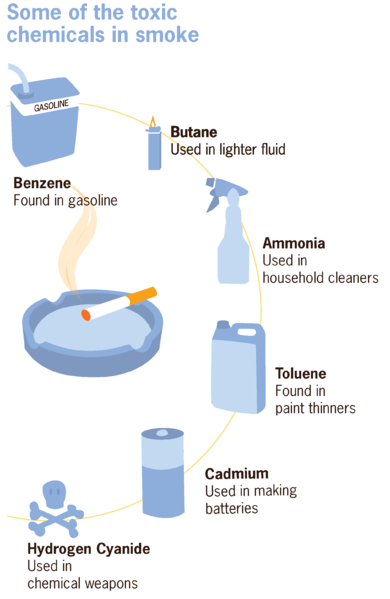 Some of the toxic
chemicals in smoke
GASOLINE
Benzene
Found in gasoline
Butane
Used in lighter fluid
Ammonia
Used in
household cleaners
Toluene
Found in
paint thinners
Cadmium
Used in making
batteries
Hydrogen Cyanide
Used in
chemical weapons